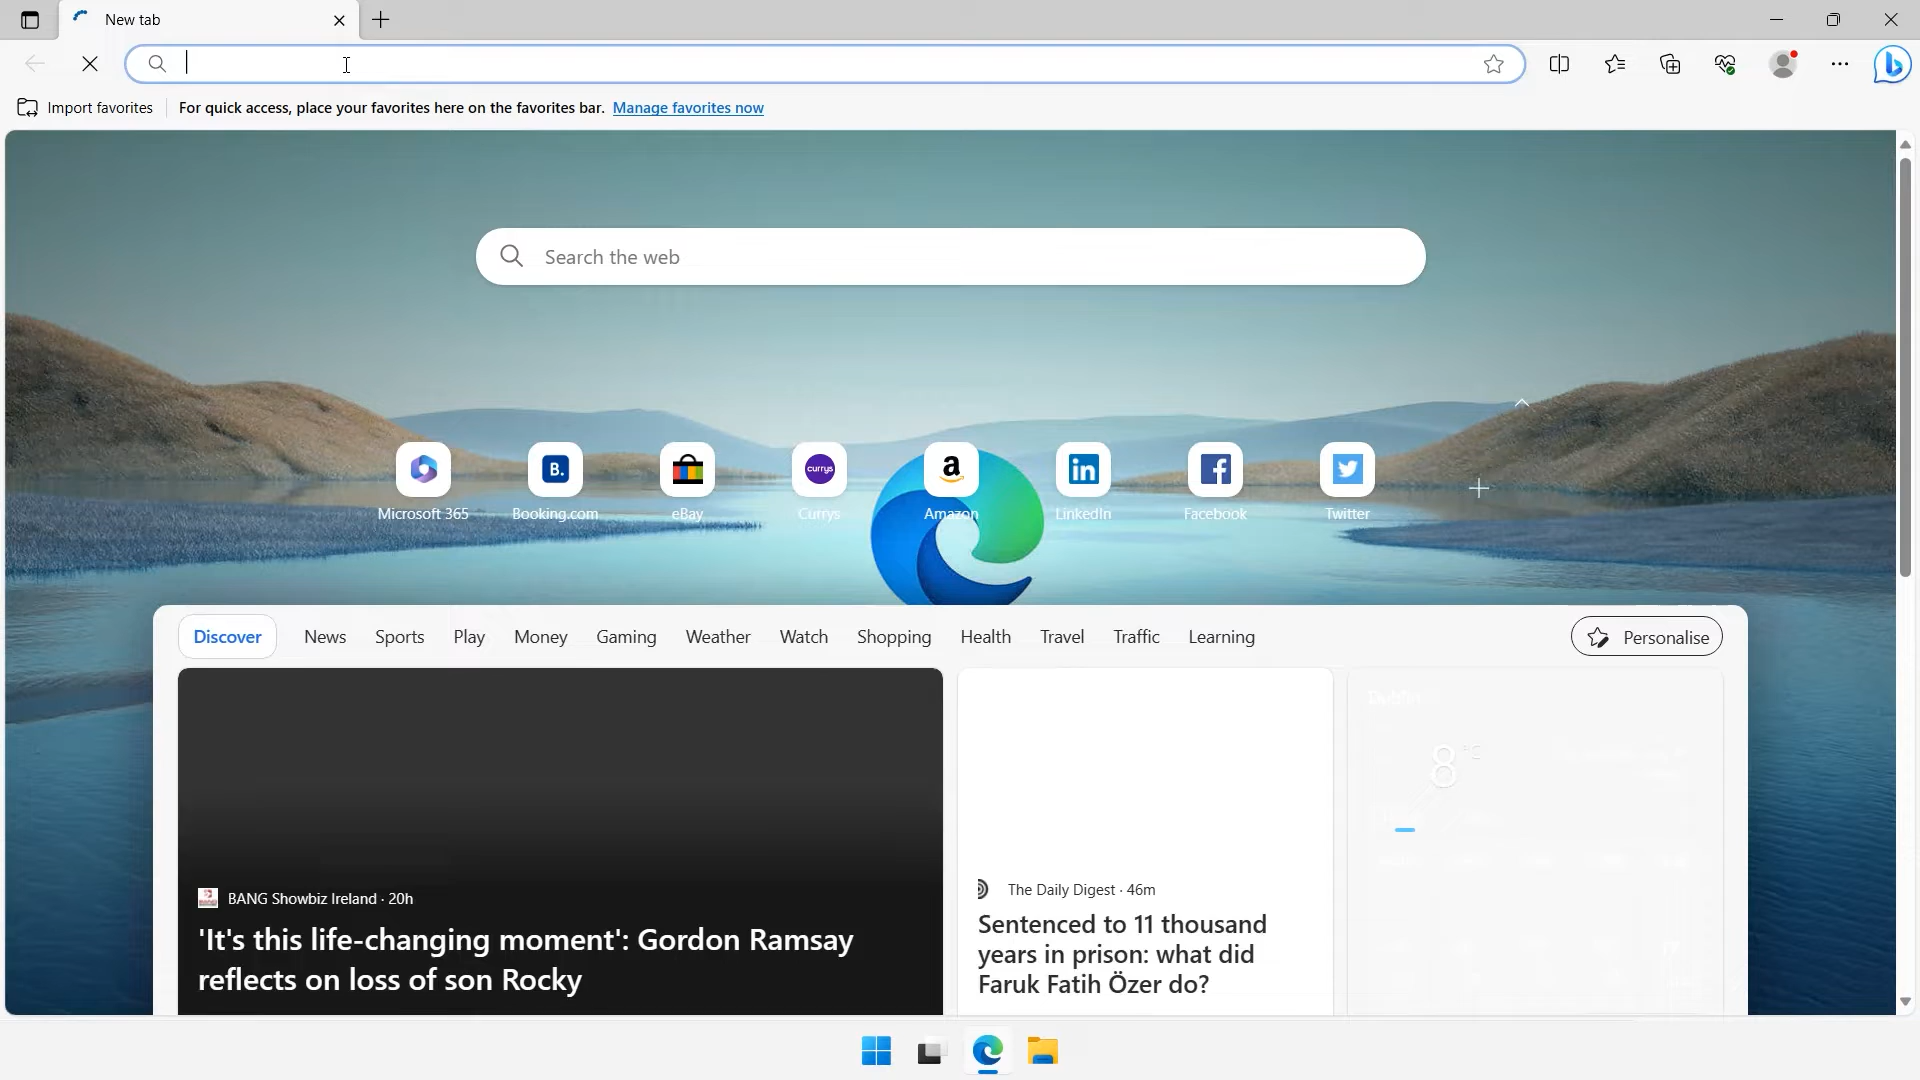 New tab
Import favorites
For quick access, place your favorites here on the favorites bar. Manage favorites now
Search the web
B.
currys
a
in
Microsoft 365
Booking.com
eBay
Currys
Amazon
LinkedIn
Facebook
Twitter
Discover
News
Sports
Play
Money
Gaming
Weather
Watch
Shopping
Health
Travel
Traffic
Learning
Personalise
BANG Showbiz Ireland · 20h
'It's this life-changing moment': Gordon Ramsay
reflects on loss of son Rocky
The Daily Digest · 46m
Sentenced to 11 thousand
years in prison: what did
Faruk Fatih Özer do?
Dublin
8 °C